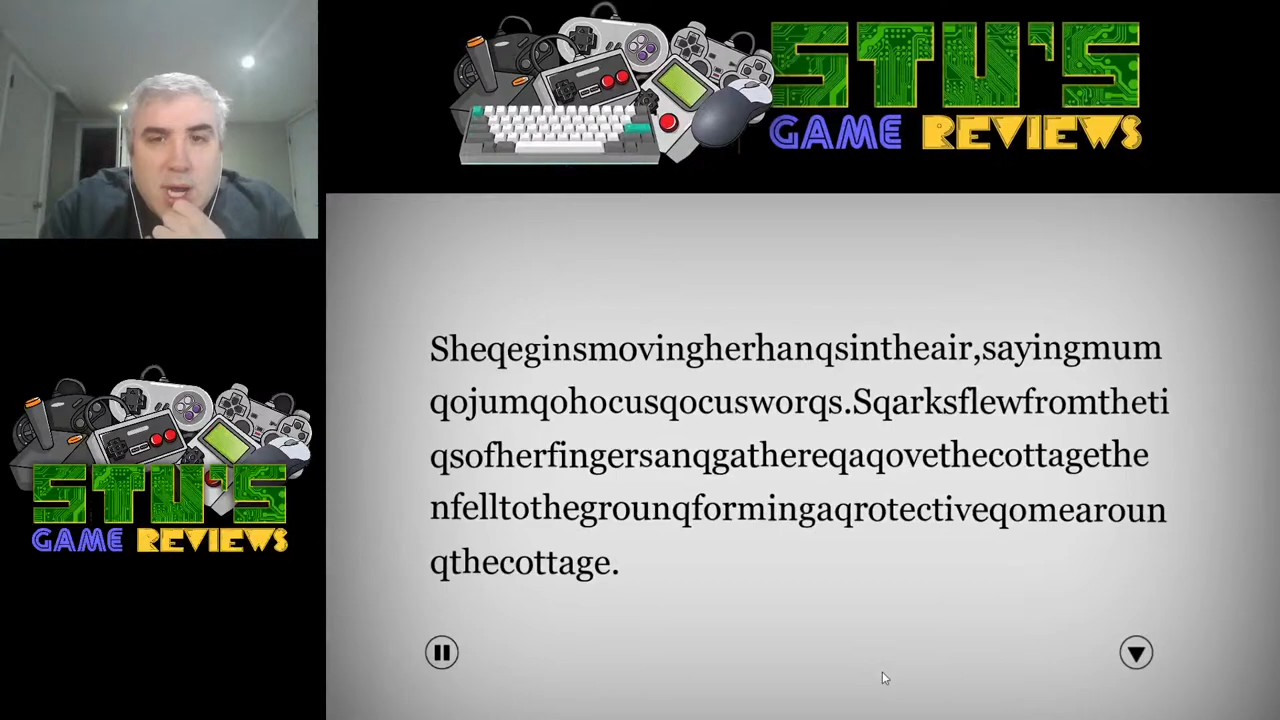 STU'S
GAME REVIEWS
Sheqeginsmovingherhanqsintheair,sayingmum
qojumqohocusqocusworqs.Sqarksflewfromtheti
qsofherfingersanqgathereqaqovethecottagethe
nfelltothegrounqformingaqrotectiveqomearoun
qthecottage.
STU'S
GAME REVIEWS